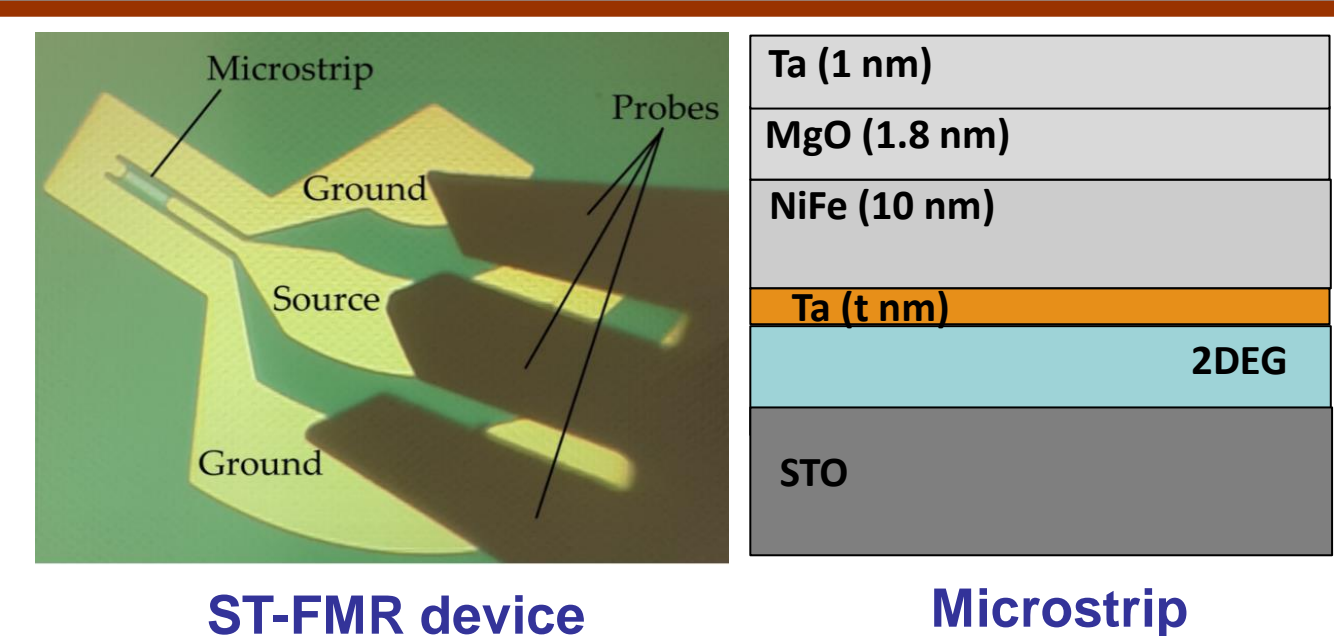 Microstrip
Probes
Ground
Source
Ground
ST-FMR device
Ta (1 nm)
MgO (1.8 nm)
NiFe (10 nm)
Ta (t nm)
2DEG
STO
Microstrip